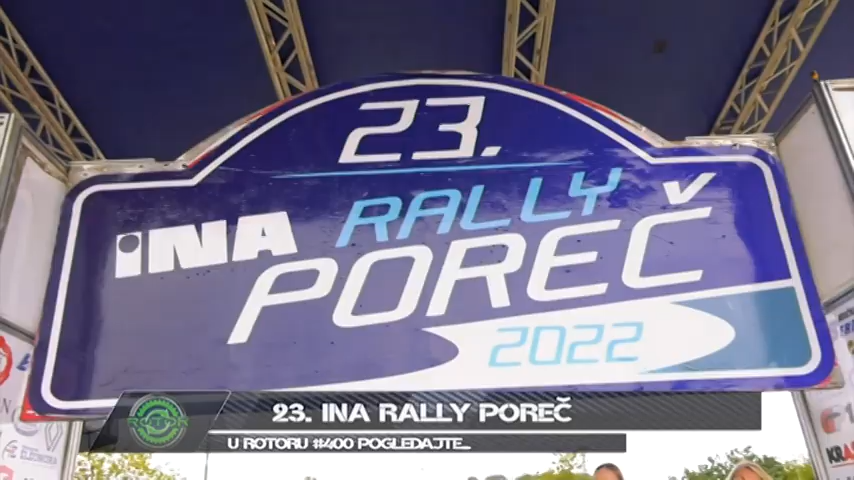 23.
INA RALLY
POREČ
2022
23. INA RALLY POREČ
U ROTORU #400 POGLEDAJTE...